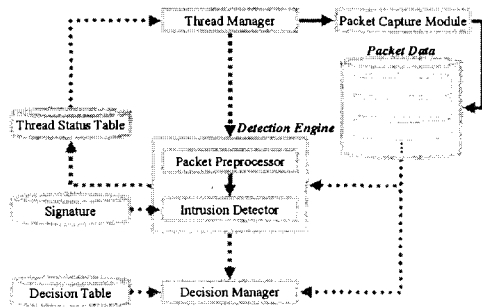 Thread Manager
Packet Capture Module
Packet Data
Thread Status Table
Detection Engine
Packet Preprocessor
Signature
Intrusion Detector
Decision Table
Decision Manager